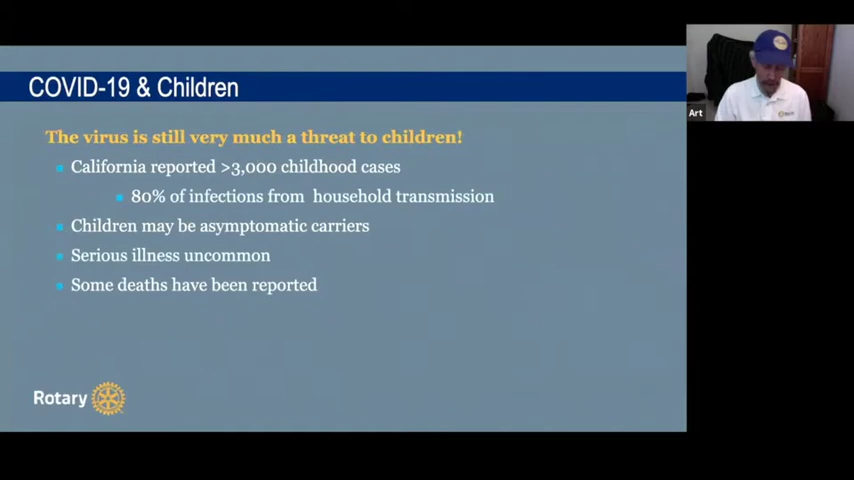 COVID-19 & Children
The virus is still very much a threat to children!
California reported >3,000 childhood cases
80% of infections from household transmission
Children may be asymptomatic carriers
Serious illness uncommon
Some deaths have been reported
Rotary
Art